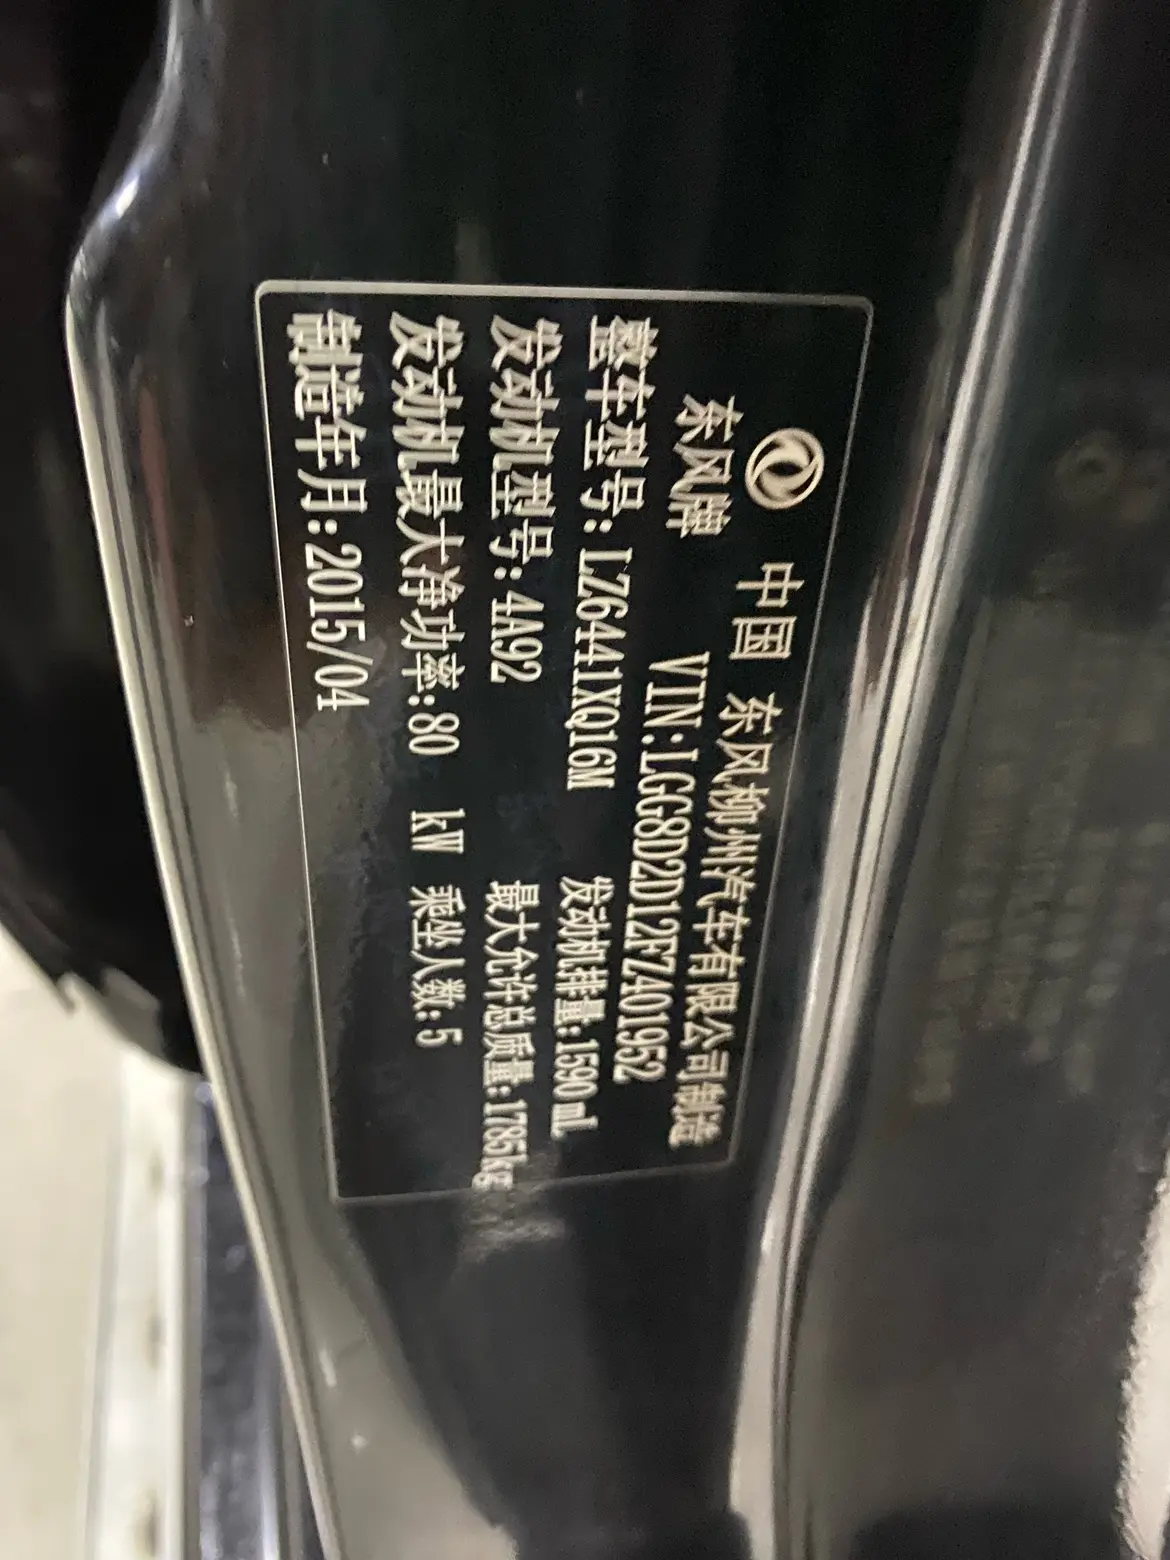 中国 东风柳州汽车有限公司制造
东风牌 VIN:LGG8D2D12FZ401952
整车型号:LZ6441XQ16M 发动机排量:1590mL
发动机型号:4A92 最大允许总质量:1785kg
发动机最大净功率:80 kW 乘坐人数:5
制造年月:2015/04